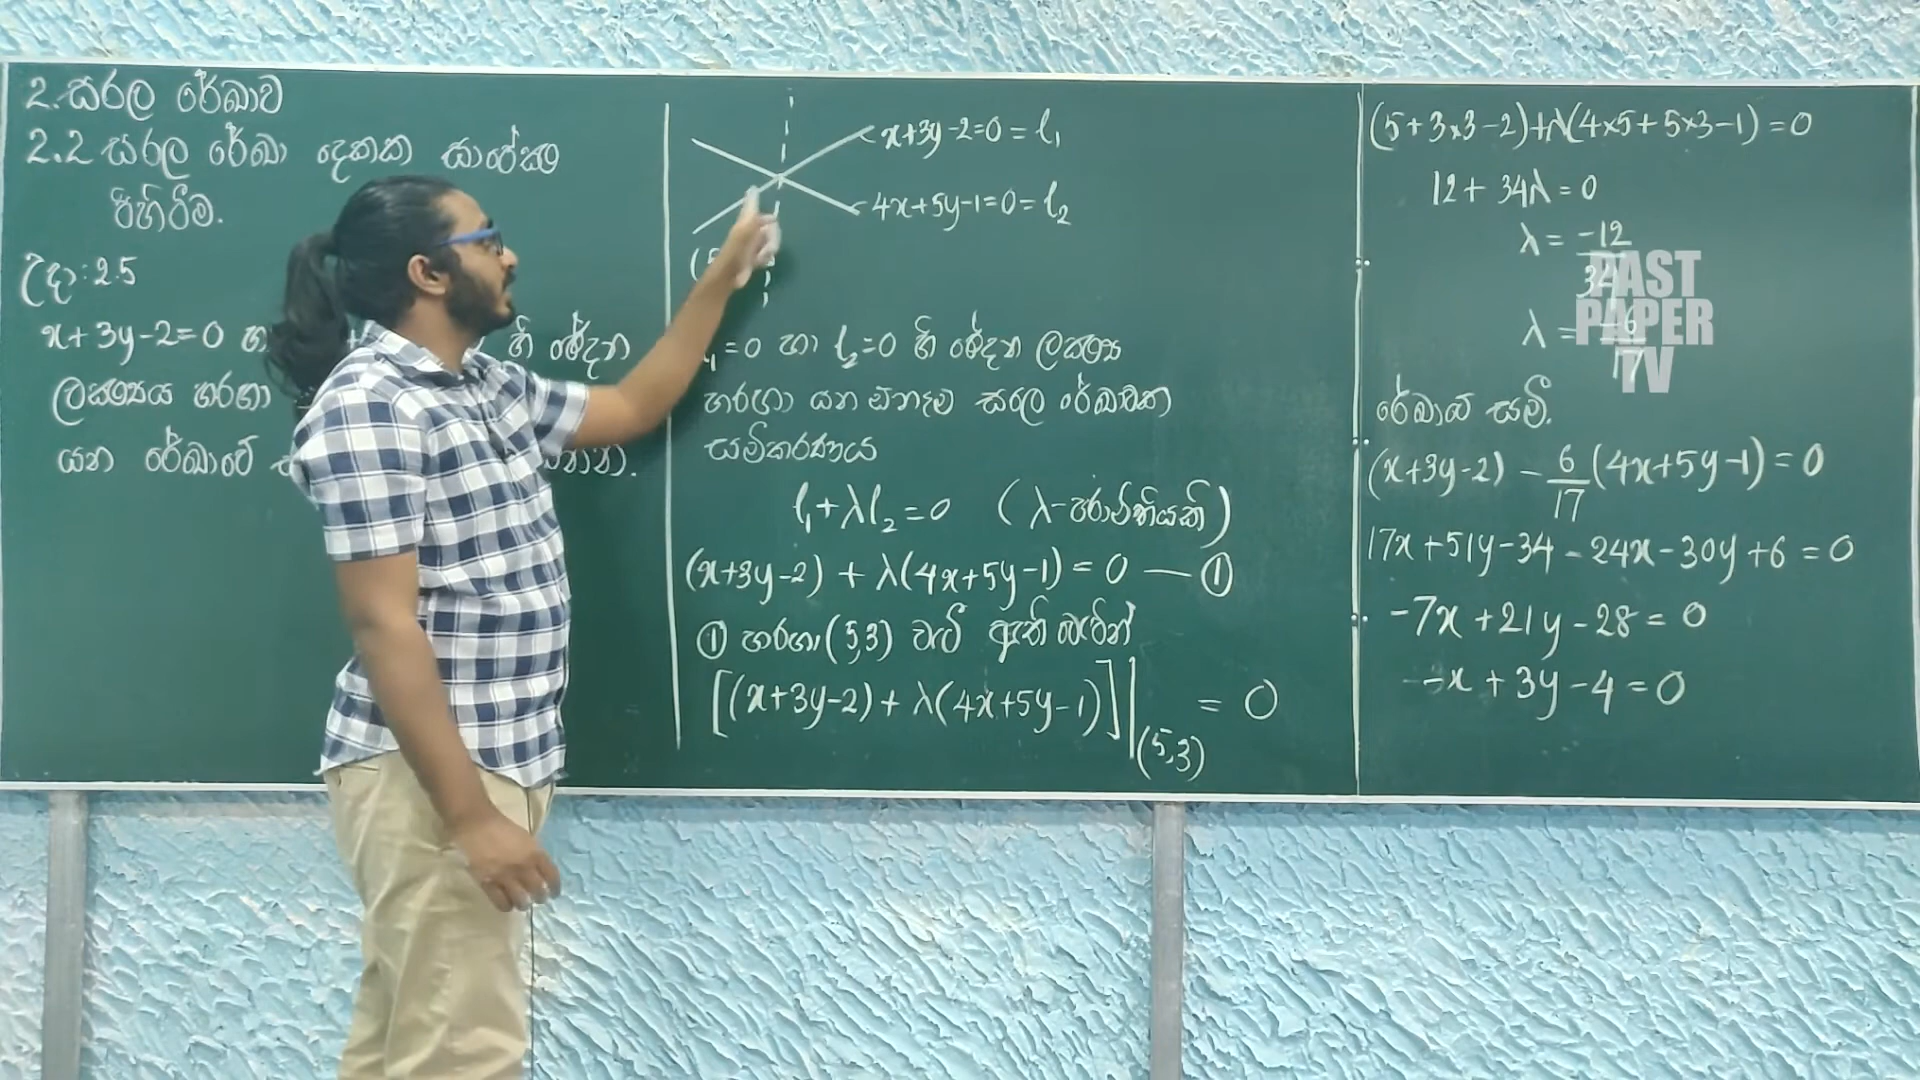 2. සරල රේඛාව
2.2 සරල රේඛා දෙකක සාපේක්ෂ
පිහිටීම.
උදා: 2.5
x+3y-2=0 හි ඡේදන
ලක්ෂ්‍යය හරහා
යන රේඛාවේ
x+3y-2=0 = l₁
4x+5y-1=0 = l₂
(5
l₁=0 හා l₂=0 හි ඡේදන ලක්ෂ්‍ය
හරහා යන ඕනෑම සරල රේඛාවක
සමීකරණය
l₁+λl₂=0 (λ-පරාමිතියකි)
(x+3y-2) + λ(4x+5y-1) = 0 — ①
① හරහා (5,3) වැටී ඇති බැවින්
[(x+3y-2)+ λ(4x+5y-1)]|(5,3) = 0
(5+3×3-2)+λ(4×5+5×3-1) = 0
12+ 34λ = 0
λ = -12/34
λ = -6/17
රේඛාවේ සමී.
(x+3y-2) - 6/17 (4x+5y-1) = 0
17x+51y-34 - 24x-30y+6 = 0
-7x+21y-28 = 0
-x+3y-4=0
PAST
PAPER
TV